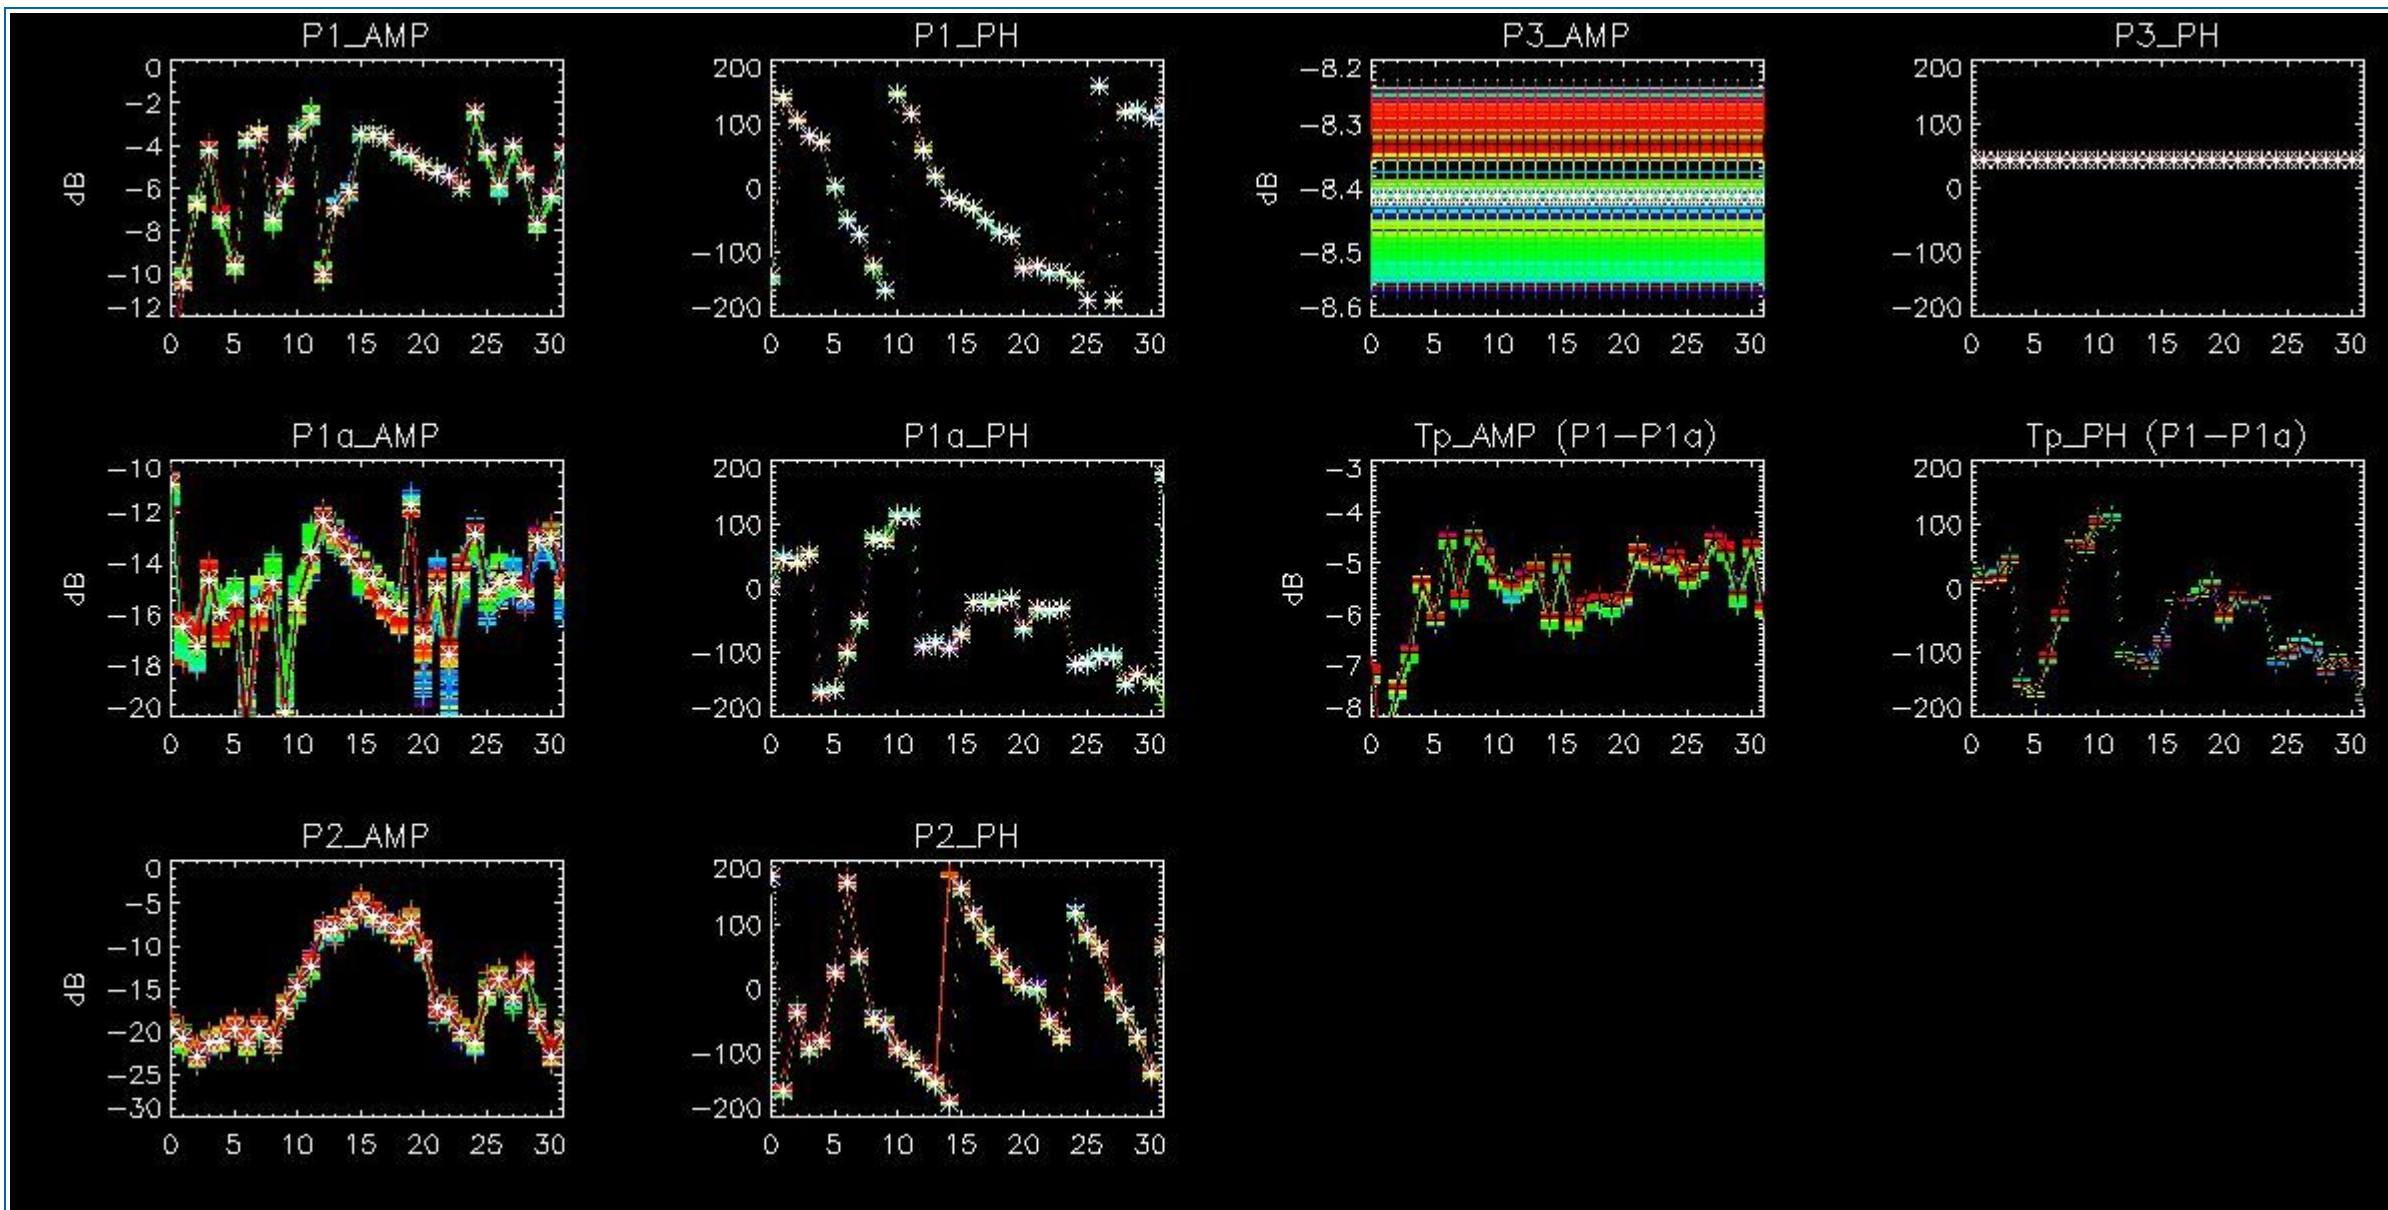 P1_AMP
0
−2
−4
−6
−8
−10
−12
dB
0 5 10 15 20 25 30
P1_PH
200
100
0
−100
−200
0 5 10 15 20 25 30
P3_AMP
−8.2
−8.3
−8.4
−8.5
−8.6
dB
0 5 10 15 20 25 30
P3_PH
200
100
0
−100
−200
0 5 10 15 20 25 30
P1a_AMP
−10
−12
−14
−16
−18
−20
dB
0 5 10 15 20 25 30
P1a_PH
200
100
0
−100
−200
0 5 10 15 20 25 30
Tp_AMP (P1−P1a)
−3
−4
−5
−6
−7
−8
dB
0 5 10 15 20 25 30
Tp_PH (P1−P1a)
200
100
0
−100
−200
0 5 10 15 20 25 30
P2_AMP
0
−5
−10
−15
−20
−25
−30
dB
0 5 10 15 20 25 30
P2_PH
200
100
0
−100
−200
0 5 10 15 20 25 30